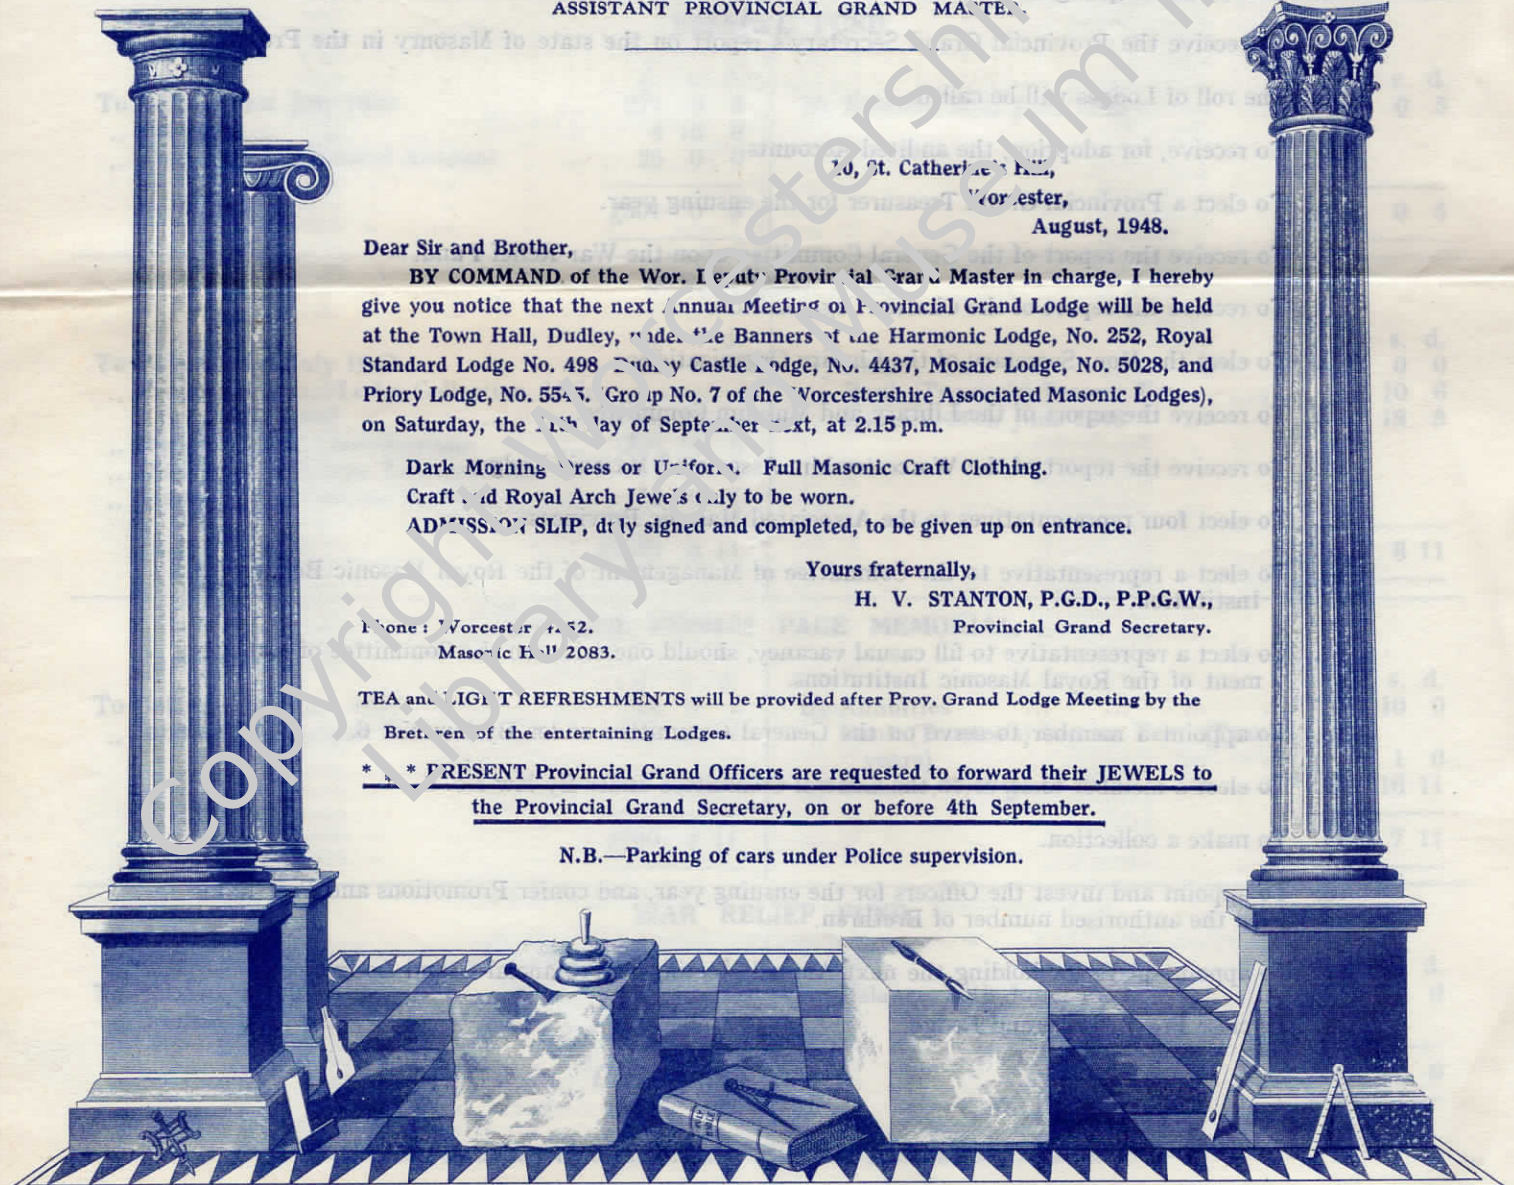 ASSISTANT PROVINCIAL GRAND MASTER.
St. Catherine's Hill,
Worcester,
August, 1948.
Dear Sir and Brother,
BY COMMAND of the Wor. Deputy Provincial Grand Master in charge, I hereby
give you notice that the next Annual Meeting of Provincial Grand Lodge will be held
at the Town Hall, Dudley, under the Banners of the Harmonic Lodge, No. 252, Royal
Standard Lodge No. 498 Dudley Castle Lodge, No. 4437, Mosaic Lodge, No. 5028, and
Priory Lodge, No. (Group No. 7 of the Worcestershire Associated Masonic Lodges),
on Saturday, the day of September next, at 2.15 p.m.
Dark Morning Dress or Uniform. Full Masonic Craft Clothing.
Craft and Royal Arch Jewels only to be worn.
ADMISSION SLIP, duly signed and completed, to be given up on entrance.
Yours fraternally,
H. V. STANTON, P.G.D., P.P.G.W.,
Phone : Worcester
Provincial Grand Secretary.
Masonic Hall 2083.
TEA and LIGHT REFRESHMENTS will be provided after Prov. Grand Lodge Meeting by the
Brethren of the entertaining Lodges.
* * * PRESENT Provincial Grand Officers are requested to forward their JEWELS to
the Provincial Grand Secretary, on or before 4th September.
N.B.—Parking of cars under Police supervision.
Copyright Worcestershire
Library and Museum